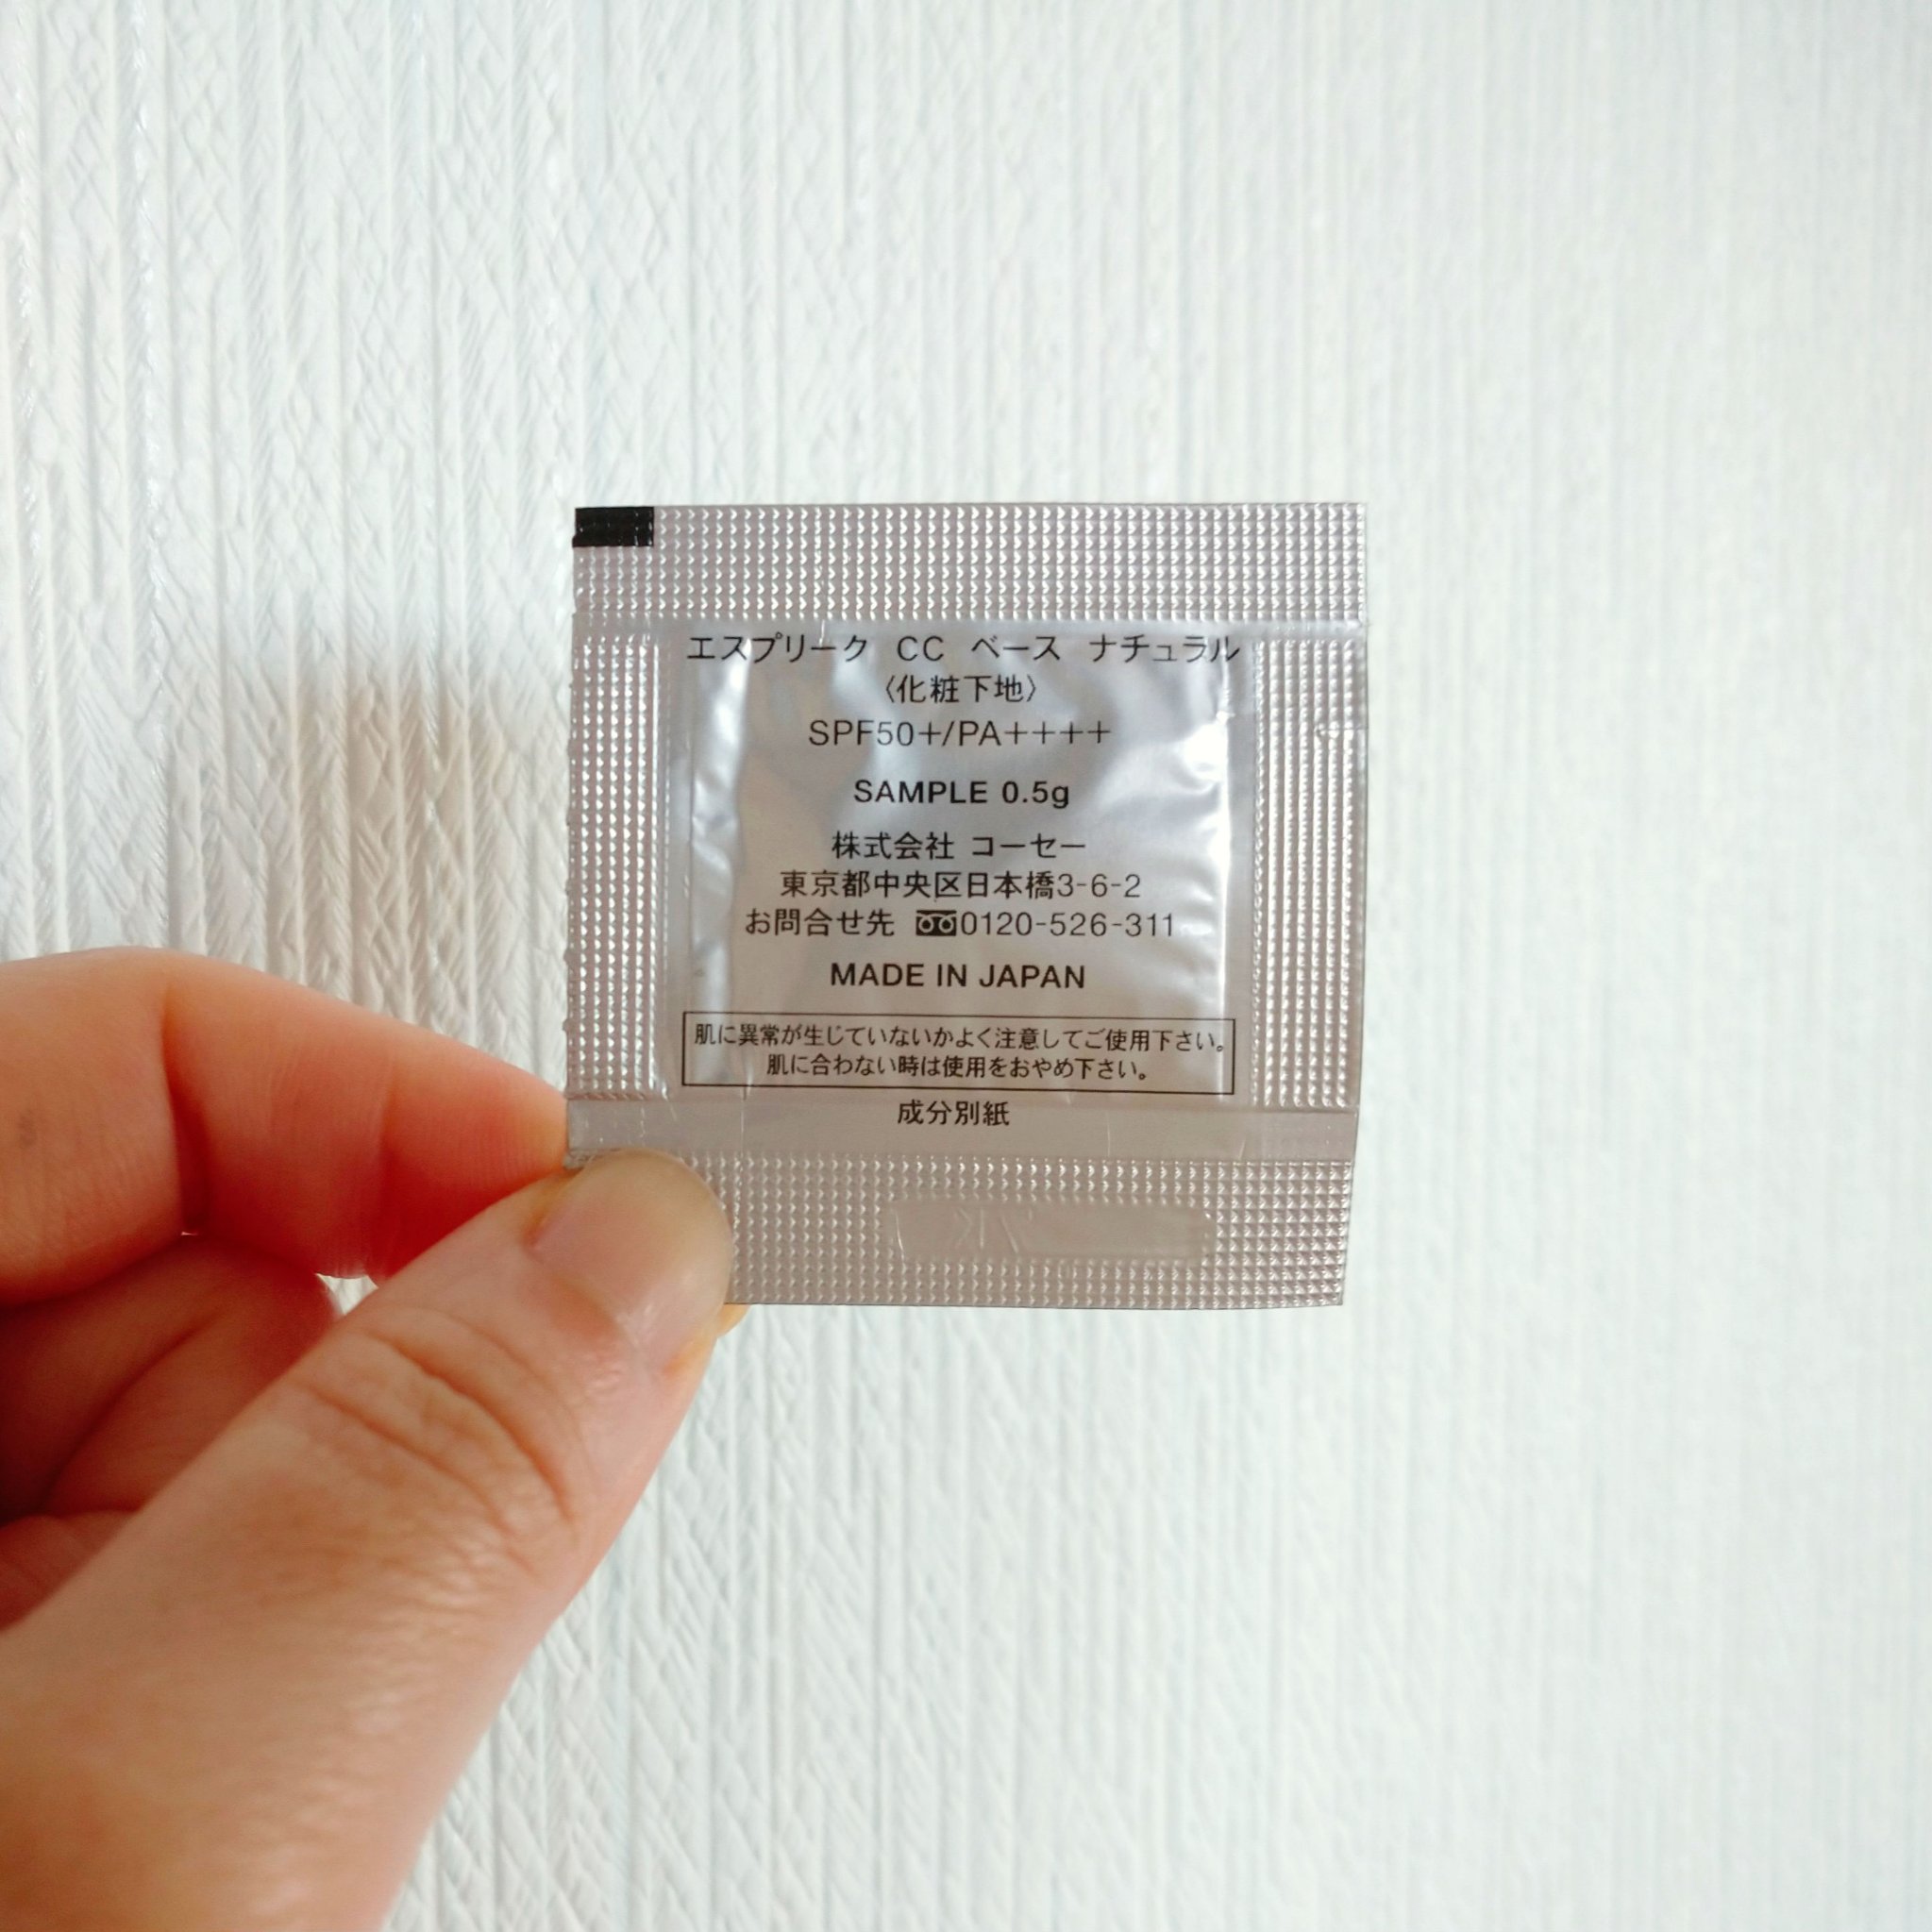 エスプリーク CC ベース ナチュラル
〈化粧下地〉
SPF50+/PA++++
SAMPLE 0.5g
株式会社 コーセー
東京都中央区日本橋3-6-2
お問合せ先 0120-526-311
MADE IN JAPAN
肌に異常が生じていないかよく注意してご使用下さい。
肌に合わない時は使用をおやめ下さい。
成分別紙